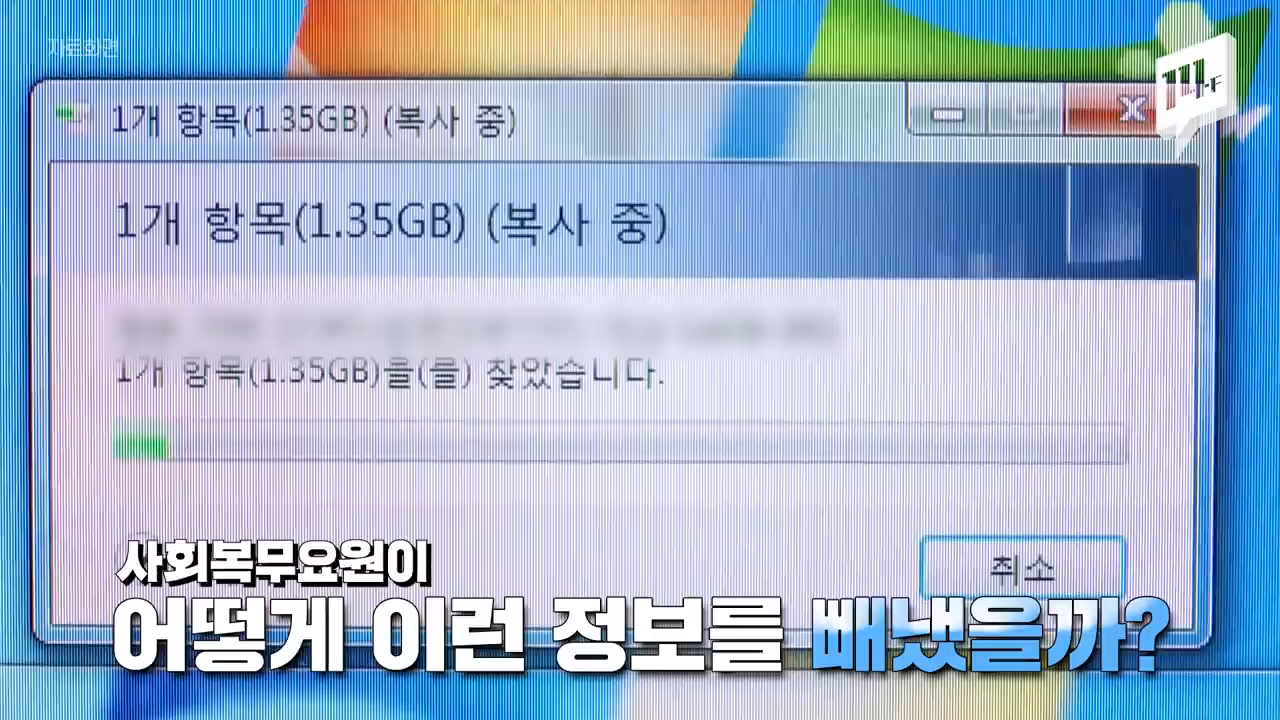 자료화면
1개 항목(1.35GB) (복사 중)
1개 항목(1.35GB) (복사 중)
1개 항목(1.35GB)을(를) 찾았습니다.
취소
사회복무요원이
어떻게 이런 정보를 빼냈을까?